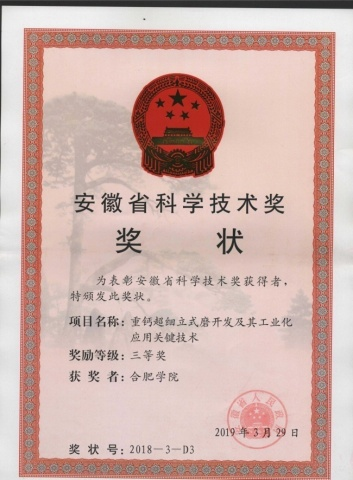 安徽省科学技术奖
奖 状
为表彰安徽省科学技术奖获得者，
特颁发此奖状。
项目名称：重钙超细立式磨开发及其工业化
应用关键技术
奖励等级：三等奖
获 奖 者：合肥学院
2019年3月29日
奖 状 号：2018-3-D3